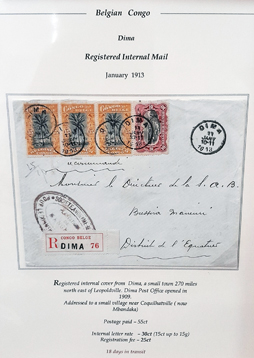 Belgian Congo
Dima
Registered Internal Mail
January 1913
DIMA
1913
Monsieur le Directeur de la
District de l'Equateur
CONGO BELGE
R DIMA 76
Registered internal cover from Dima, a small town 270 miles
north east of Leopoldville. Dima Post Office opened in
1909.
Addressed to a small village near Coquilhatville ( now
Mbandaka)
Postage paid - 55ct
Internal letter rate - 30ct (15ct up to 15g)
Registration fee - 25ct
18 days in transit